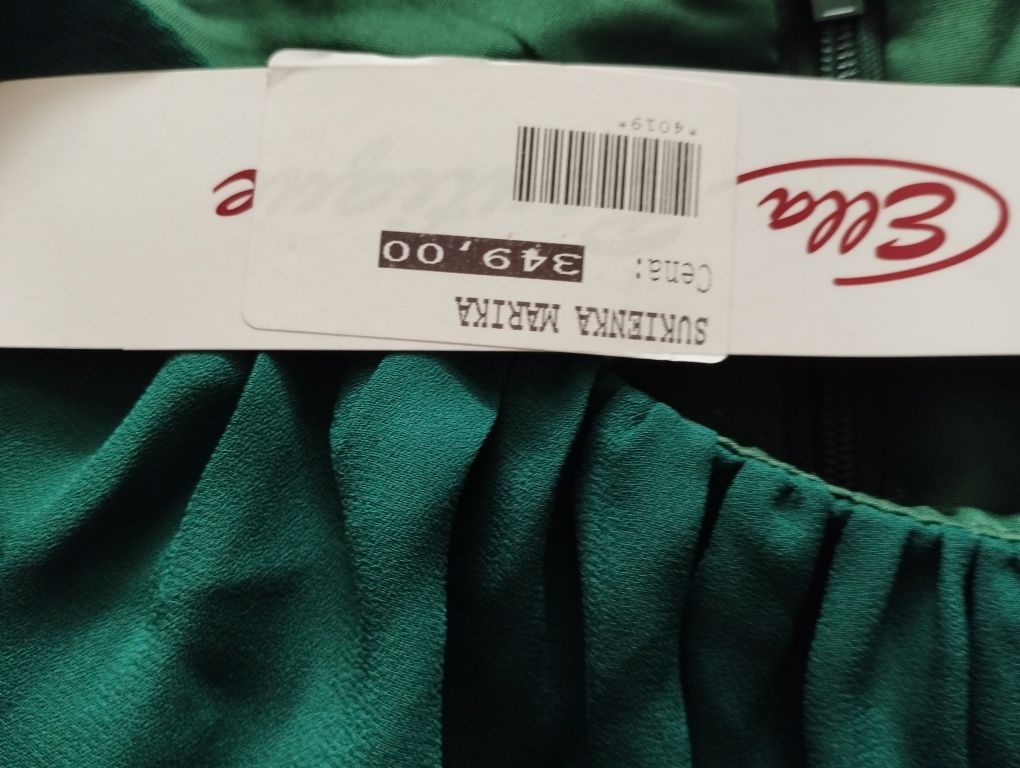 Ella
SUKIENKA MARIKA
Cena: 349,00
*4019*